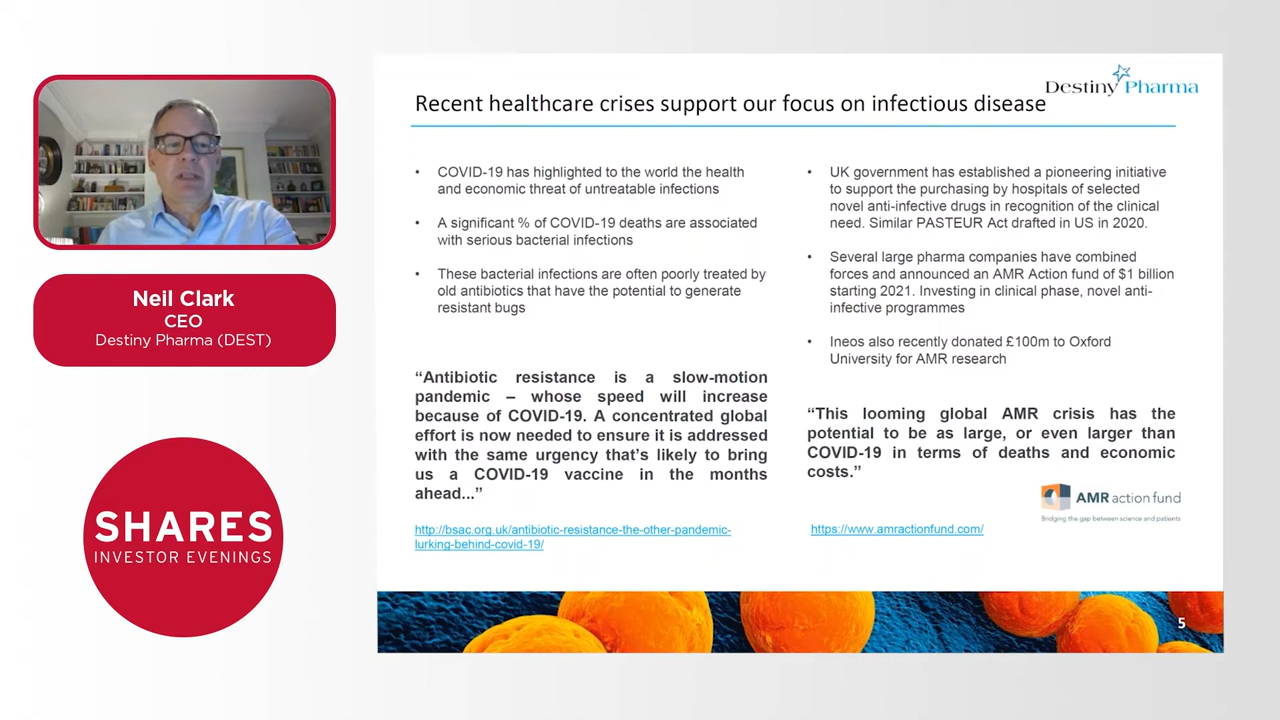 Neil Clark
CEO
Destiny Pharma (DEST)
SHARES
INVESTOR EVENINGS
Destiny Pharma
Recent healthcare crises support our focus on infectious disease
• COVID-19 has highlighted to the world the health
and economic threat of untreatable infections
• A significant % of COVID-19 deaths are associated
with serious bacterial infections
• These bacterial infections are often poorly treated by
old antibiotics that have the potential to generate
resistant bugs
“Antibiotic resistance is a slow-motion
pandemic – whose speed will increase
because of COVID-19. A concentrated global
effort is now needed to ensure it is addressed
with the same urgency that’s likely to bring
us a COVID-19 vaccine in the months
ahead...”
http://bsac.org.uk/antibiotic-resistance-the-other-pandemic-
lurking-behind-covid-19/
• UK government has established a pioneering initiative
to support the purchasing by hospitals of selected
novel anti-infective drugs in recognition of the clinical
need. Similar PASTEUR Act drafted in US in 2020.
• Several large pharma companies have combined
forces and announced an AMR Action fund of $1 billion
starting 2021. Investing in clinical phase, novel anti-
infective programmes
• Ineos also recently donated £100m to Oxford
University for AMR research
“This looming global AMR crisis has the
potential to be as large, or even larger than
COVID-19 in terms of deaths and economic
costs.”
AMR action fund
Bridging the gap between science and patients
https://www.amractionfund.com/
5